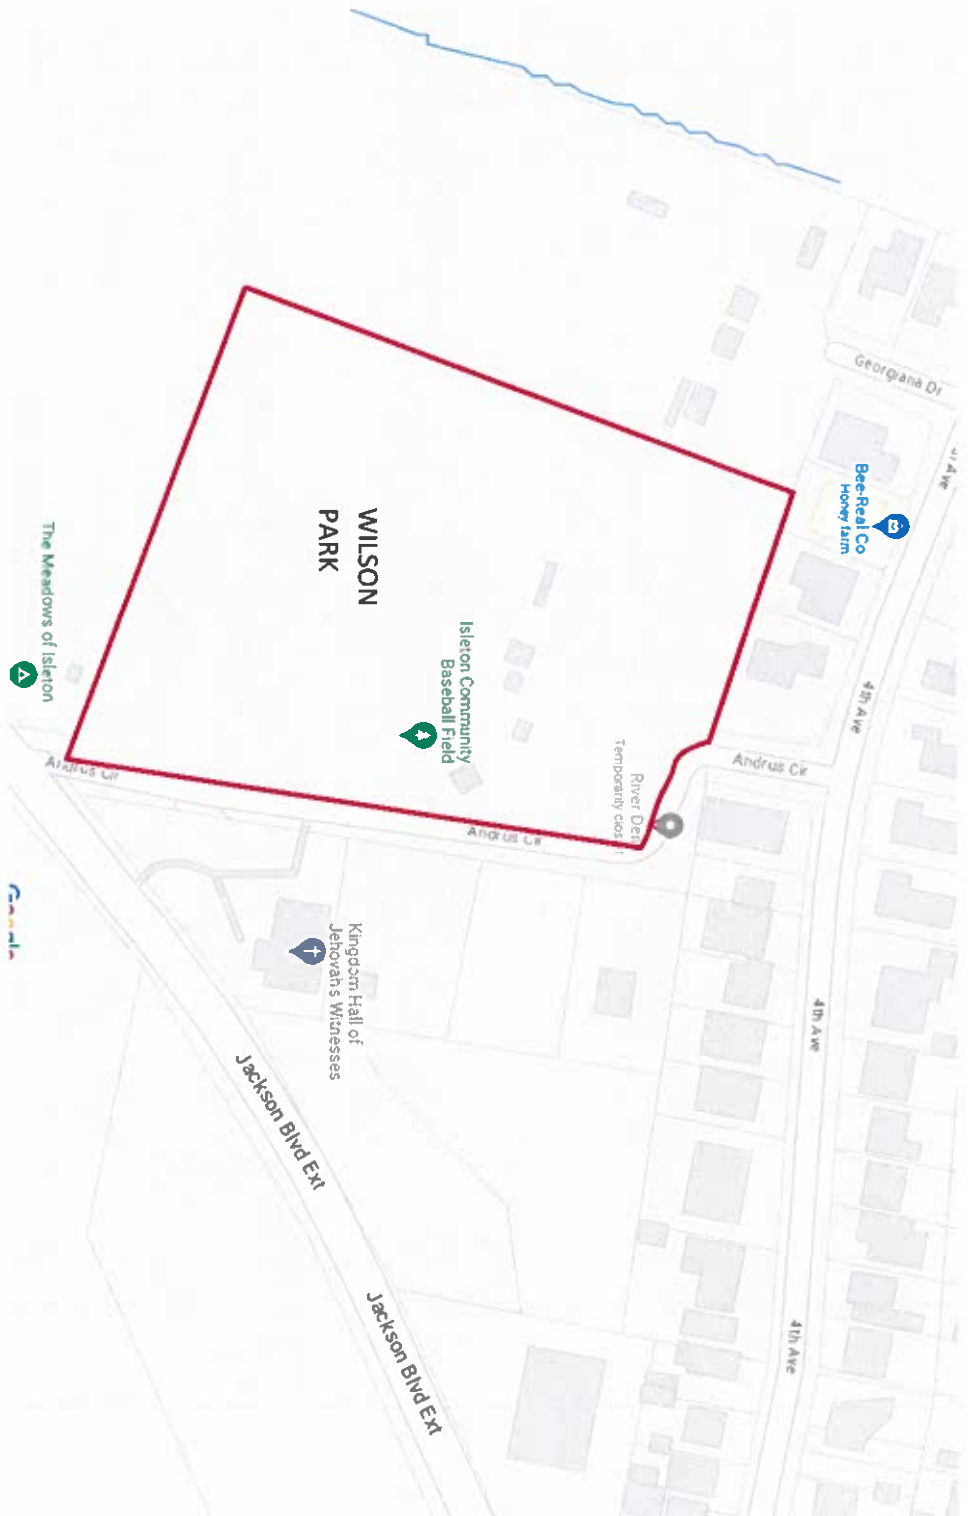 Georgiana Dr
Bee-Real Co
Honey farm
4th Ave
Andrus Cir
River De
Temporarily clos
WILSON
PARK
Isleton Community
Baseball Field
The Meadows of Isleton
Andrus Cir
Andrus Cir
Kingdom Hall of
Jehovah's Witnesses
4th Ave
Jackson Blvd Ext
4th Ave
Jackson Blvd Ext